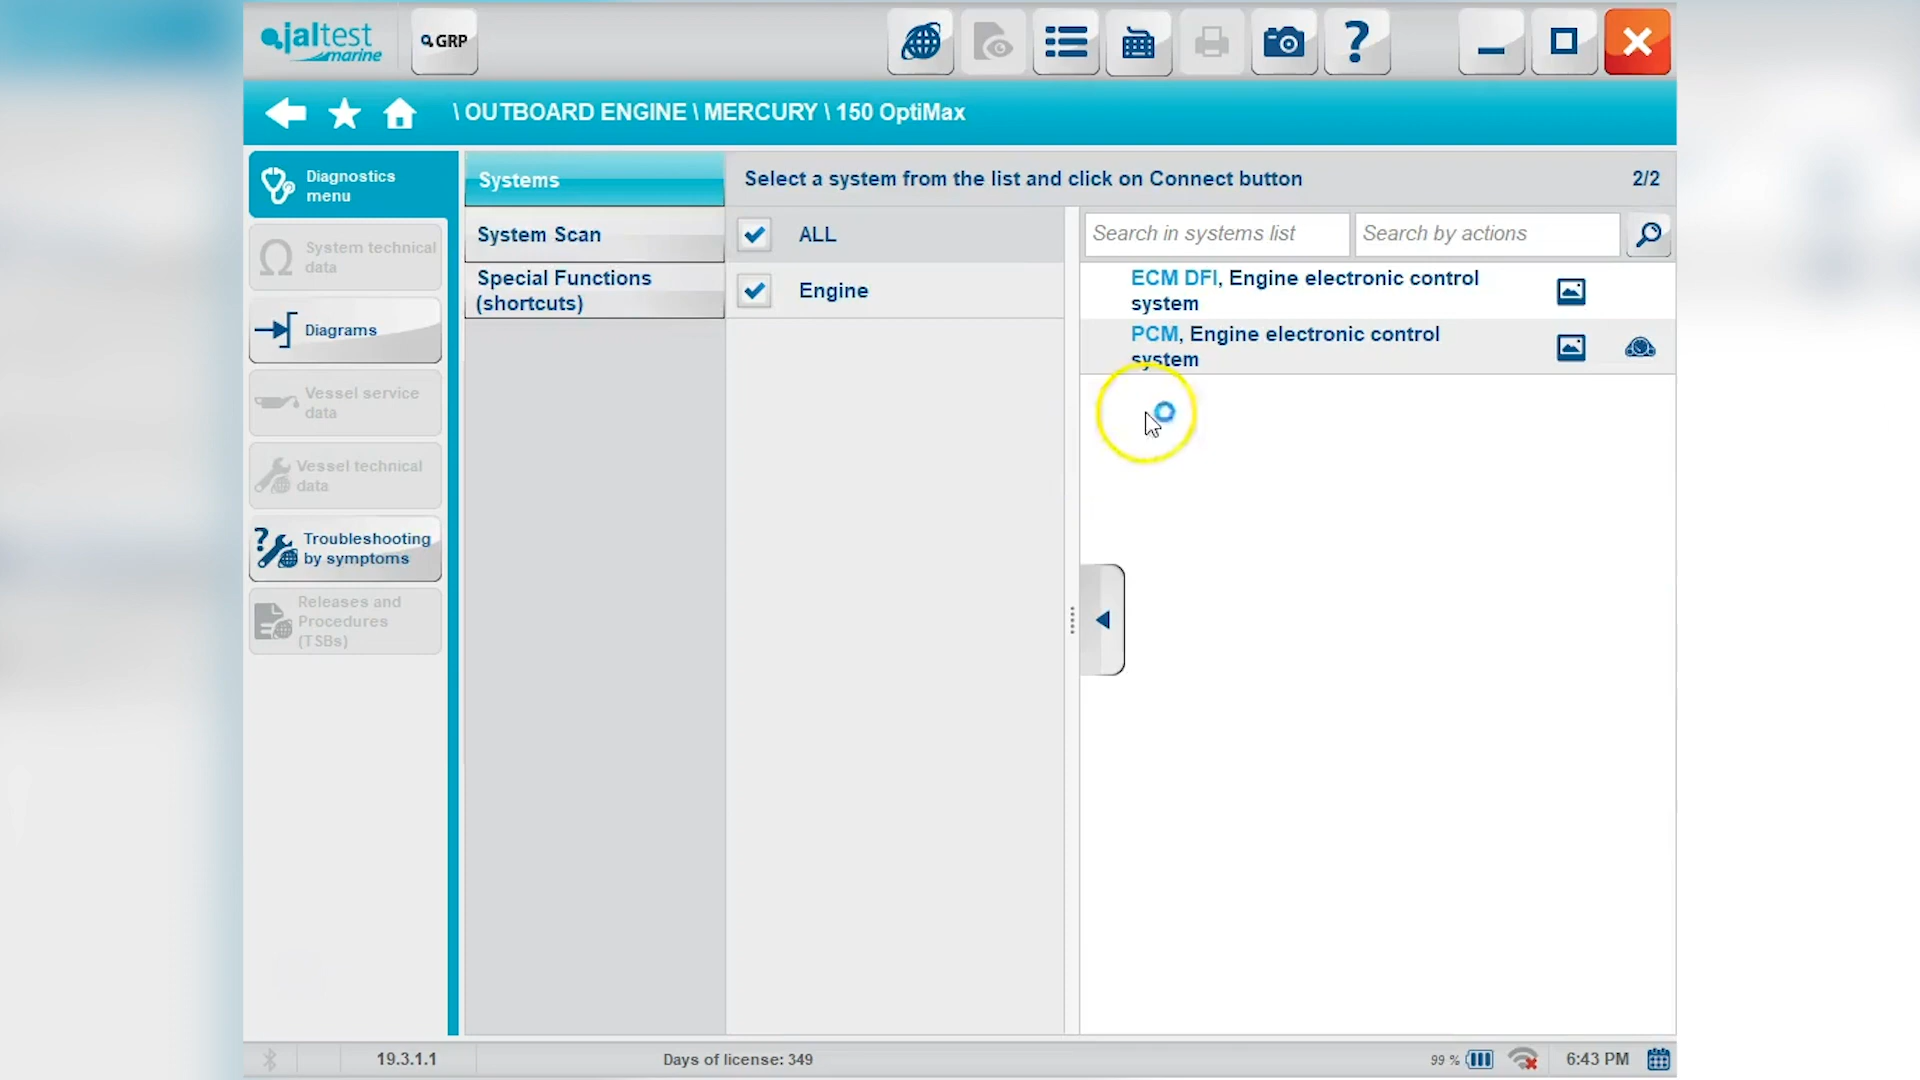 jaltest
marine
GRP
?
\ OUTBOARD ENGINE \ MERCURY \ 150 OptiMax
Diagnostics
menu
System technical
data
Diagrams
Vessel service
data
Vessel technical
data
Troubleshooting
by symptoms
Releases and
Procedures
(TSBs)
Systems
System Scan
Special Functions
(shortcuts)
Select a system from the list and click on Connect button
2/2
ALL
Engine
Search in systems list
Search by actions
ECM DFI, Engine electronic control
system
PCM, Engine electronic control
system
19.3.1.1
Days of license: 349
99 %
6:43 PM